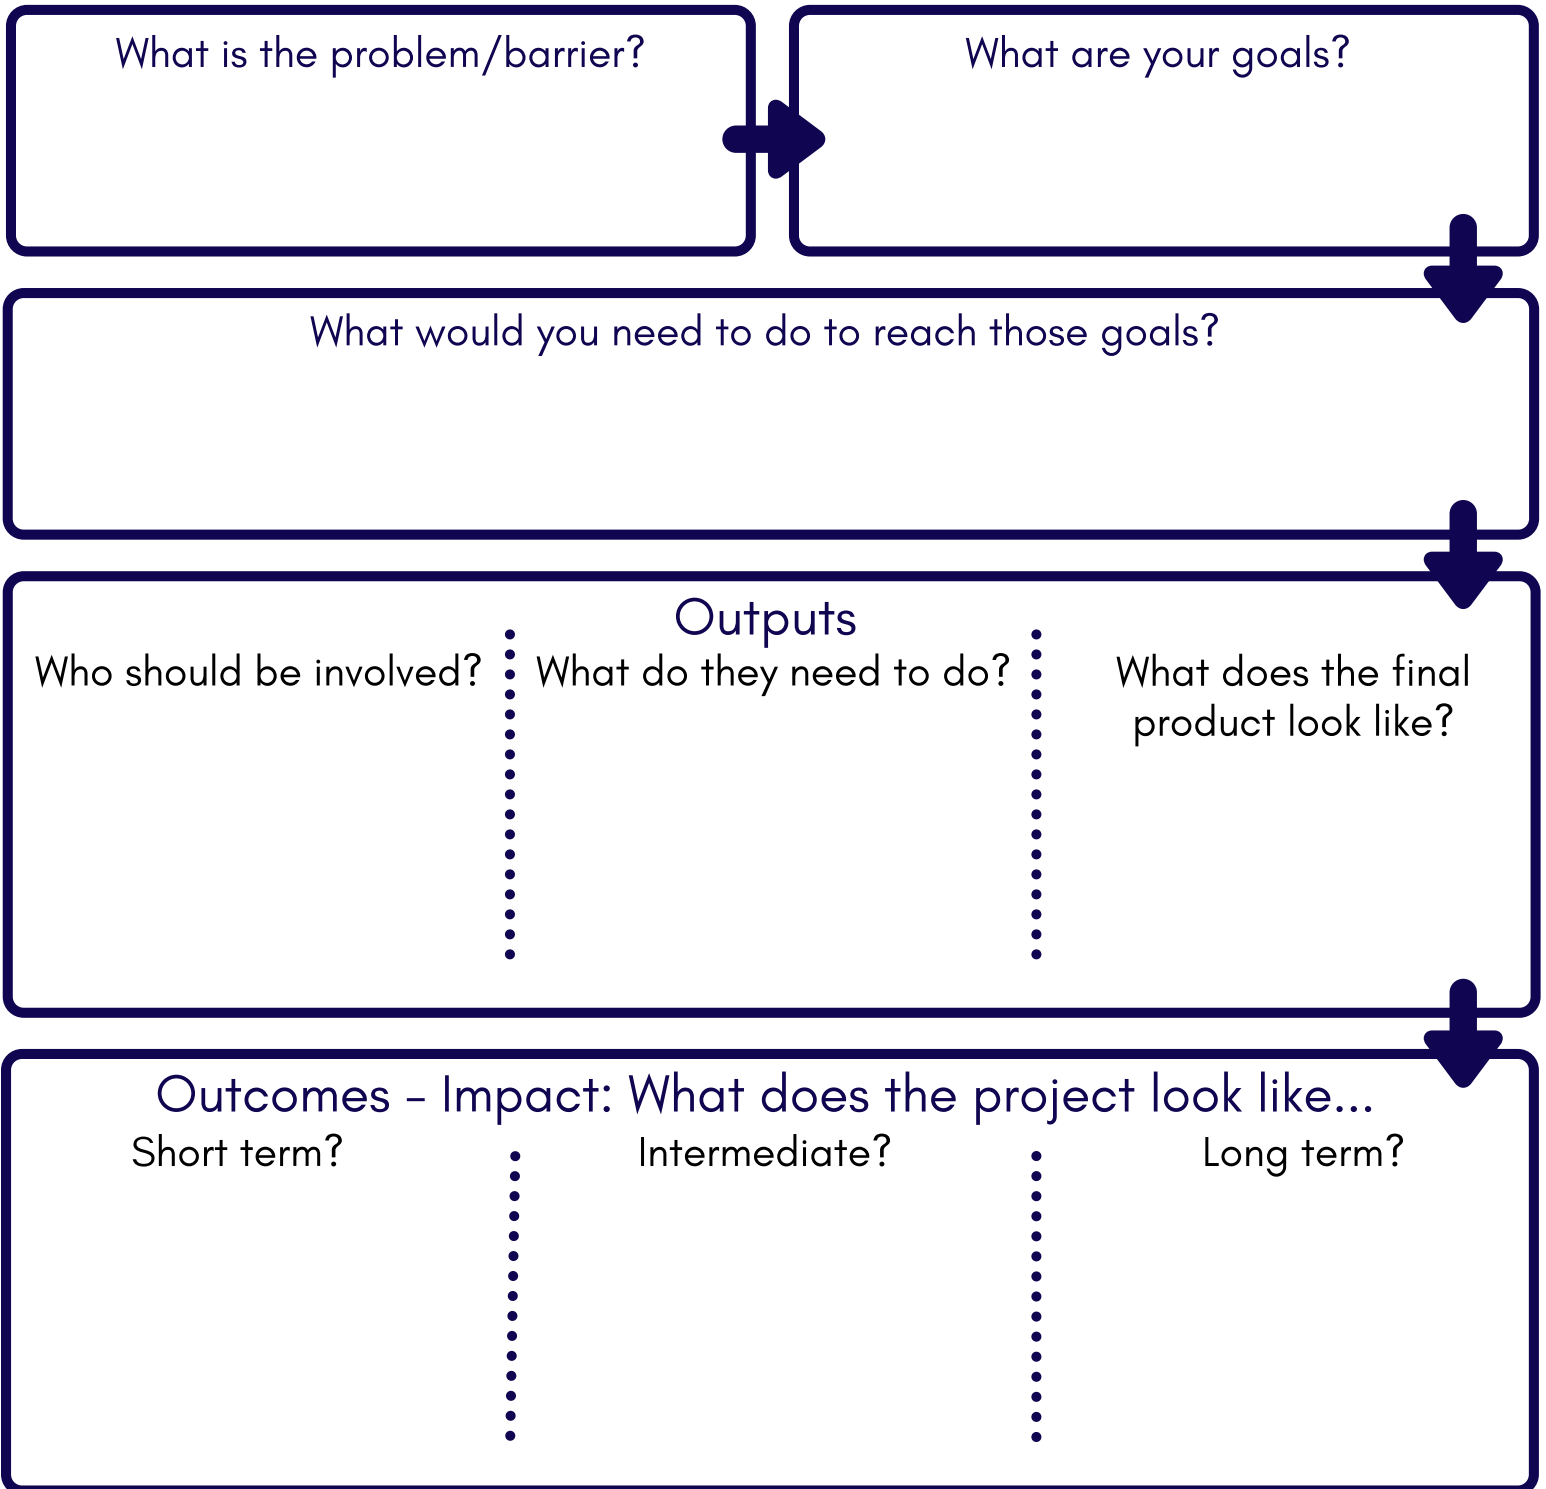 What is the problem/barrier?
What are your goals?
What would you need to do to reach those goals?
Outputs
Who should be involved?
What do they need to do?
What does the final
product look like?
Outcomes - Impact: What does the project look like...
Short term?
Intermediate?
Long term?